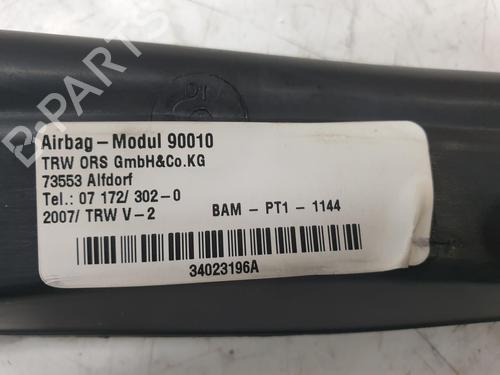 Airbag – Modul 90010
TRW ORS GmbH&Co.KG
73553 Alfdorf
Tel.: 07 172/ 302-0
2007/ TRW V-2 BAM - PT1 - 1144
34023196A